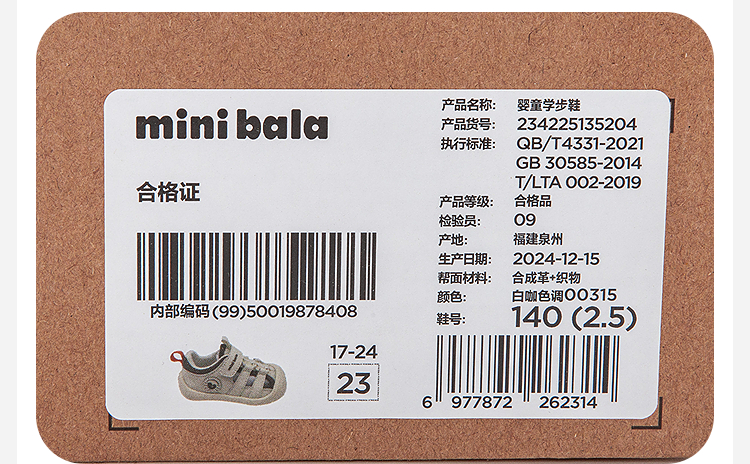 mini bala
合格证
内部编码(99)50019878408
17-24
23
产品名称: 婴童学步鞋
产品货号: 234225135204
执行标准: QB/T4331-2021
GB 30585-2014
T/LTA 002-2019
产品等级: 合格品
检验员: 09
产地: 福建泉州
生产日期: 2024-12-15
帮面材料: 合成革+织物
颜色: 白咖色调00315
鞋号: 140 (2.5)
6 977872 262314